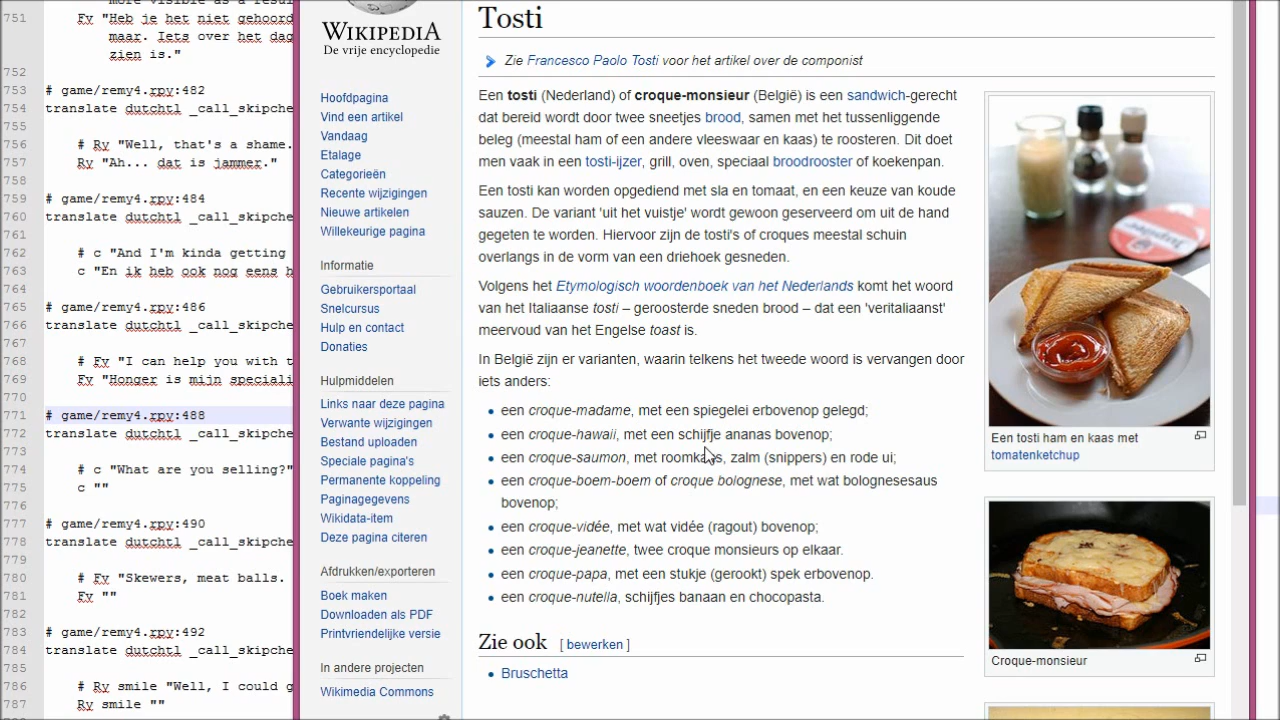 751
more visible as a resul
Fv "Heb je het niet gehoord
maar. Iets over het dag
zien is."
752
753 # game/remy4.rpy:482
754 translate dutchtl _call_skipche
755
756 # Ry "Well, that's a shame.
757 Ry "Ah... dat is jammer."
758
759 # game/remy4.rpy:484
760 translate dutchtl _call_skipche
761
762 # c "And I'm kinda getting
763 c "En ik heb ook nog eens h
764
765 # game/remy4.rpy:486
766 translate dutchtl _call_skipche
767
768 # Fv "I can help you with t
769 Fv "Honger is mijn speciali
770
771 # game/remy4.rpy:488
772 translate dutchtl _call_skipche
773
774 # c "What are you selling?"
775 c ""
776
777 # game/remy4.rpy:490
778 translate dutchtl _call_skipche
779
780 # Fv "Skewers, meat balls.
781 Fv ""
782
783 # game/remy4.rpy:492
784 translate dutchtl _call_skipche
785
786 # Ry smile "Well, I could g
787 Ry smile ""
WIKIPEDIA
De vrije encyclopedie
Hoofdpagina
Vind een artikel
Vandaag
Etalage
Categorieën
Recente wijzigingen
Nieuwe artikelen
Willekeurige pagina
Informatie
Gebruikersportaal
Snelcursus
Hulp en contact
Donaties
Hulpmiddelen
Links naar deze pagina
Verwante wijzigingen
Bestand uploaden
Speciale pagina's
Permanente koppeling
Paginagegevens
Wikidata-item
Deze pagina citeren
Afdrukken/exporteren
Boek maken
Downloaden als PDF
Printvriendelijke versie
In andere projecten
Wikimedia Commons
Tosti
Zie Francesco Paolo Tosti voor het artikel over de componist
Een tosti (Nederland) of croque-monsieur (België) is een sandwich-gerecht
dat bereid wordt door twee sneetjes brood, samen met het tussenliggende
beleg (meestal ham of een andere vleeswaar en kaas) te roosteren. Dit doet
men vaak in een tosti-ijzer, grill, oven, speciaal broodrooster of koekenpan.
Een tosti kan worden opgediend met sla en tomaat, en een keuze van koude
sauzen. De variant 'uit het vuistje' wordt gewoon geserveerd om uit de hand
gegeten te worden. Hiervoor zijn de tosti's of croques meestal schuin
overlangs in de vorm van een driehoek gesneden.
Volgens het Etymologisch woordenboek van het Nederlands komt het woord
van het Italiaanse tosti – geroosterde sneden brood – dat een 'veritaliaanst'
meervoud van het Engelse toast is.
In België zijn er varianten, waarin telkens het tweede woord is vervangen door
iets anders:
een croque-madame, met een spiegelei erbovenop gelegd;
een croque-hawaii, met een schijfje ananas bovenop;
een croque-saumon, met roomkaas, zalm (snippers) en rode ui;
een croque-boem-boem of croque bolognese, met wat bolognesesaus
bovenop;
een croque-vidée, met wat vidée (ragout) bovenop;
een croque-jeanette, twee croque monsieurs op elkaar.
een croque-papa, met een stukje (gerookt) spek erbovenop.
een croque-nutella, schijfjes banaan en chocopasta.
Zie ook [ bewerken ]
Bruschetta
Een tosti ham en kaas met
tomatenketchup
Croque-monsieur